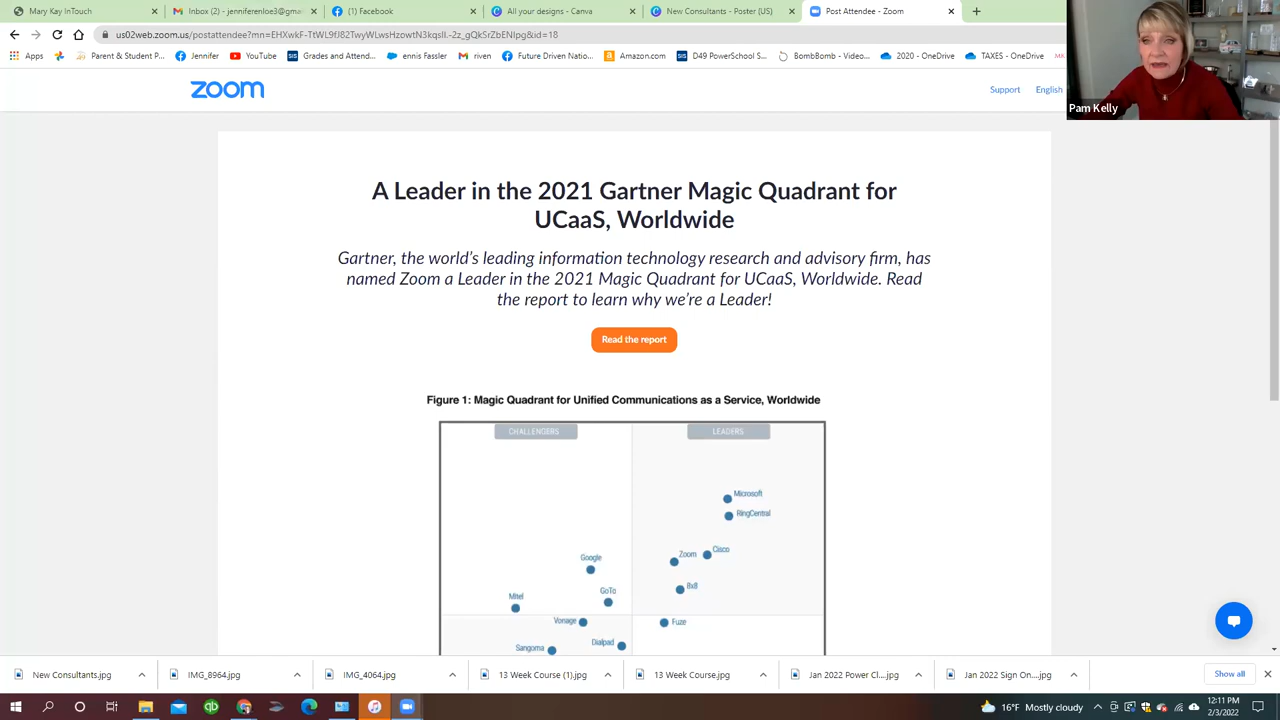 Mary Kay InTouch
Inbox (2) - jenniferenloe3@gmai
(1) Facebook
All your designs - Canva
New Consultants - Poster (US)
Post Attendee - Zoom
Apps
Parent & Student P...
Jennifer
YouTube
Grades and Attend...
ennis Fassler
riven
Future Driven Natio...
Amazon.com
D49 PowerSchool S...
BombBomb - Video...
2020 - OneDrive
TAXES - OneDrive
zoom
Support
English
Pam Kelly
A Leader in the 2021 Gartner Magic Quadrant for
UCaaS, Worldwide
Gartner, the world's leading information technology research and advisory firm, has
named Zoom a Leader in the 2021 Magic Quadrant for UCaaS, Worldwide. Read
the report to learn why we're a Leader!
Read the report
Figure 1: Magic Quadrant for Unified Communications as a Service, Worldwide
CHALLENGERS
LEADERS
Microsoft
RingCentral
Zoom
Cisco
Google
8x8
GoTo
Mitel
Vonage
Fuze
Dialpad
Sangoma
New Consultants.jpg
IMG_8964.jpg
IMG_4064.jpg
13 Week Course (1).jpg
13 Week Course.jpg
Jan 2022 Power Cl....jpg
Jan 2022 Sign On....jpg
Show all
16°F Mostly cloudy
12:11 PM
2/3/2022